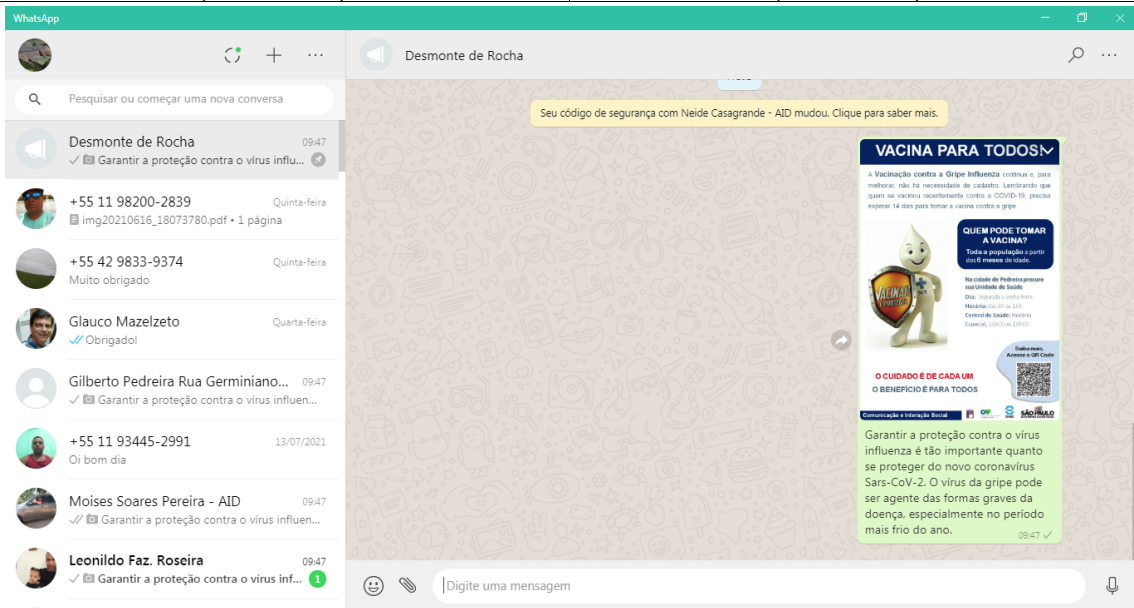 WhatsApp
Desmonte de Rocha
Pesquisar ou começar uma nova conversa
Desmonte de Rocha 09:47
Garantir a proteção contra o vírus influ...
+55 11 98200-2839 Quinta-feira
img20210616_18073780.pdf • 1 página
+55 42 9833-9374 Quinta-feira
Muito obrigado
Glauco Mazelzeto Quarta-feira
Obrigado!
Gilberto Pedreira Rua Germiniano... 09:47
Garantir a proteção contra o vírus influen...
+55 11 93445-2991 13/07/2021
Oi bom dia
Moises Soares Pereira - AID 09:47
Garantir a proteção contra o vírus influen...
Leonildo Faz. Roseira 09:47
Garantir a proteção contra o vírus inf... 1
Seu código de segurança com Neide Casagrande - AID mudou. Clique para saber mais.
VACINA PARA TODOS!
A Vacinação contra a Gripe Influenza continua e, para
melhorar, não há necessidade de cadastro. Lembrando que
quem se vacinou recentemente contra a COVID-19, precisa
esperar 14 dias para tomar a vacina contra a gripe.
QUEM PODE TOMAR
A VACINA?
Toda a população a partir
dos 6 meses de idade.
Na cidade de Pedreira procure
sua Unidade de Saúde
Dia: Segunda a sexta-feira
Central de Saúde: Horário
Saiba mais.
Acesse o QR Code
O CUIDADO É DE CADA UM
O BENEFÍCIO É PARA TODOS
Comunicação e Interação Social
SÃO PAULO
Garantir a proteção contra o vírus
influenza é tão importante quanto
se proteger do novo coronavírus
Sars-CoV-2. O vírus da gripe pode
ser agente das formas graves da
doença, especialmente no período
mais frio do ano.
09:47
Digite uma mensagem